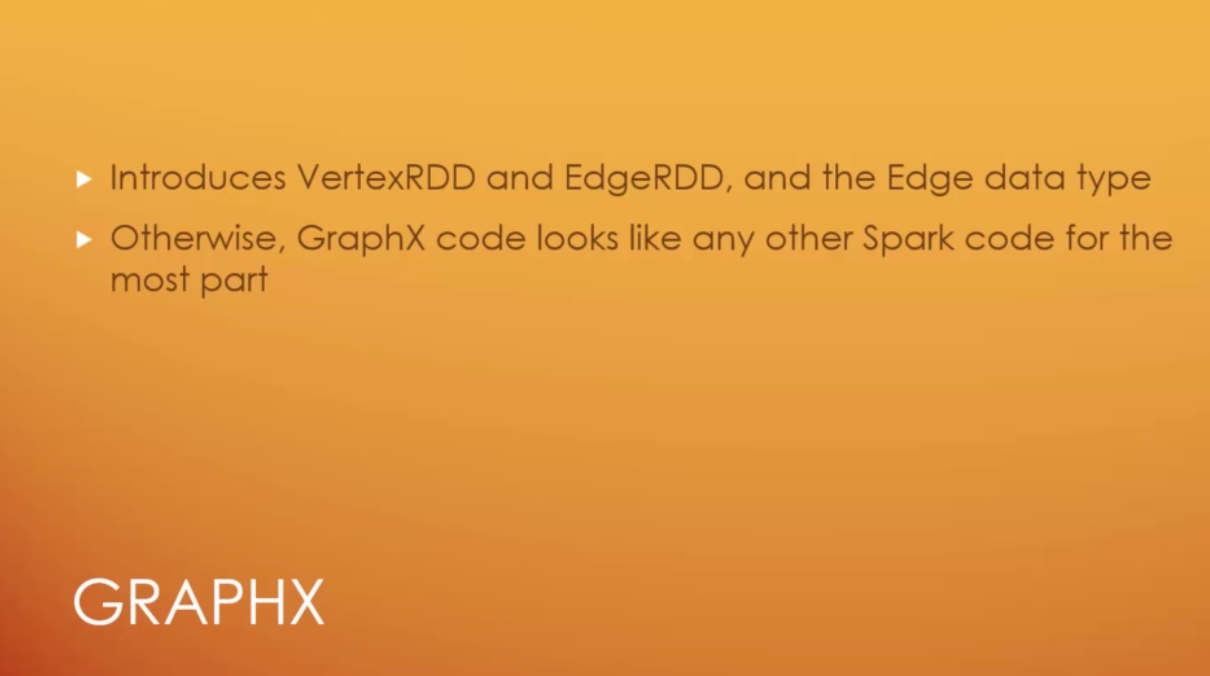 Introduces VertexRDD and EdgeRDD, and the Edge data type
Otherwise, GraphX code looks like any other Spark code for the
most part
GRAPHX